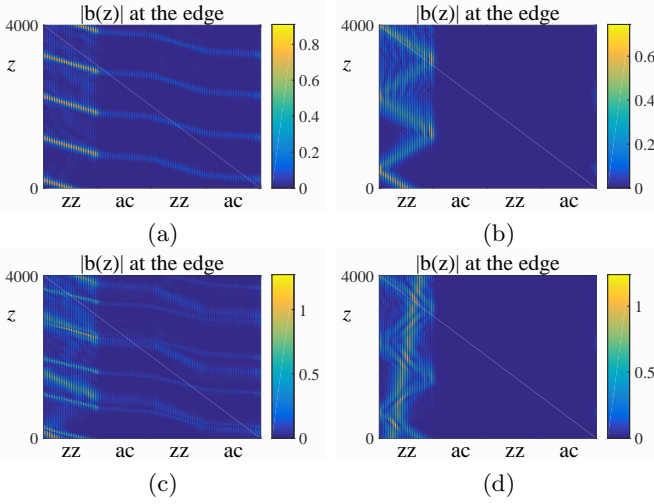 |b(z)| at the edge
4000
z
0
zz ac zz ac
0.8
0.6
0.4
0.2
0
(a)
|b(z)| at the edge
4000
z
0
zz ac zz ac
0.6
0.4
0.2
0
(b)
|b(z)| at the edge
4000
z
0
zz ac zz ac
1
0.5
0
(c)
|b(z)| at the edge
4000
z
0
zz ac zz ac
1
0.5
0
(d)